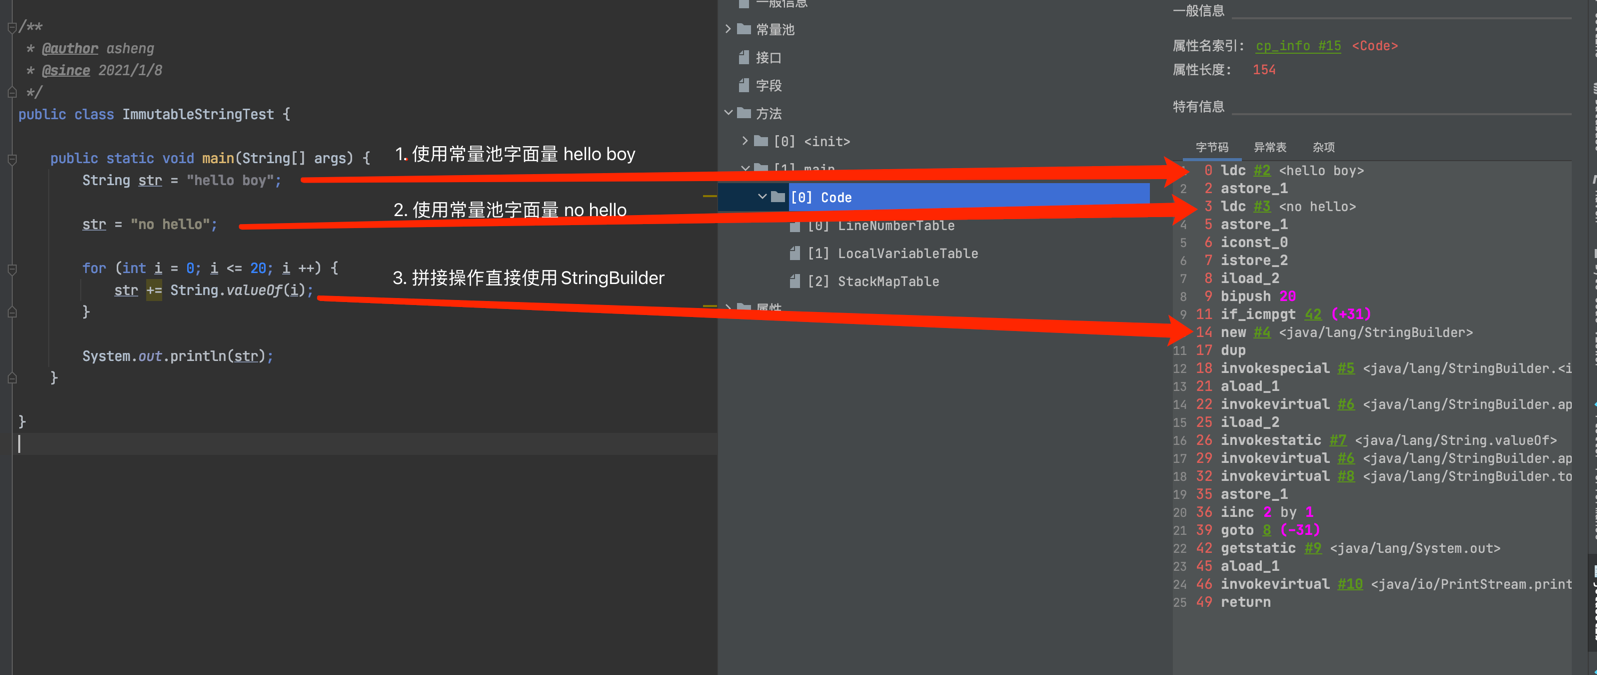 /**
* @author asheng
* @since 2021/1/8
*/
public class ImmutableStringTest {
public static void main(String[] args) {
String str = "hello boy";
str = "no hello";
for (int i = 0; i <= 20; i ++) {
str += String.valueOf(i);
}
System.out.println(str);
}
}
1. 使用常量池字面量 hello boy
2. 使用常量池字面量 no hello
3. 拼接操作直接使用 StringBuilder
一般信息
常量池
接口
字段
方法
[0] <init>
[1] main
[0] Code
[0] LineNumberTable
[1] LocalVariableTable
[2] StackMapTable
属性
一般信息
属性名索引: cp_info #15 <Code>
属性长度: 154
特有信息
字节码 异常表 杂项
0 ldc #2 <hello boy>
2 2 astore_1
3 ldc #3 <no hello>
4 5 astore_1
5 6 iconst_0
6 7 istore_2
7 8 iload_2
8 9 bipush 20
9 11 if_icmpgt 42 (+31)
14 new #4 <java/lang/StringBuilder>
11 17 dup
12 18 invokespecial #5 <java/lang/StringBuilder.<i
13 21 aload_1
14 22 invokevirtual #6 <java/lang/StringBuilder.ap
15 25 iload_2
16 26 invokestatic #7 <java/lang/String.valueOf>
17 29 invokevirtual #6 <java/lang/StringBuilder.ap
18 32 invokevirtual #8 <java/lang/StringBuilder.to
19 35 astore_1
20 36 iinc 2 by 1
21 39 goto 8 (-31)
22 42 getstatic #9 <java/lang/System.out>
23 45 aload_1
24 46 invokevirtual #10 <java/io/PrintStream.print
25 49 return